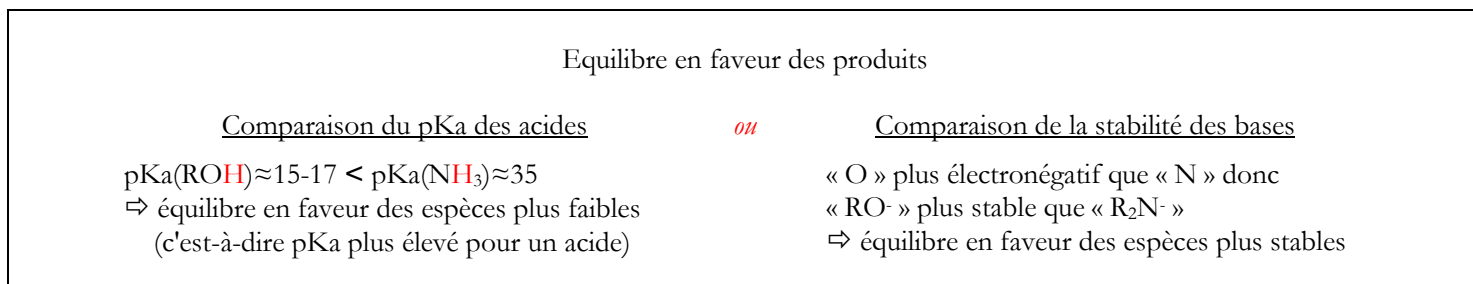 Equilibre en faveur des produits
Comparaison du pKa des acides
ou
Comparaison de la stabilité des bases
pKa(ROH)≈15-17 < pKa(NH₃)≈35
⇨ équilibre en faveur des espèces plus faibles
(c'est-à-dire pKa plus élevé pour un acide)
« O » plus électronégatif que « N » donc
« RO⁻ » plus stable que « R₂N⁻ »
⇨ équilibre en faveur des espèces plus stables